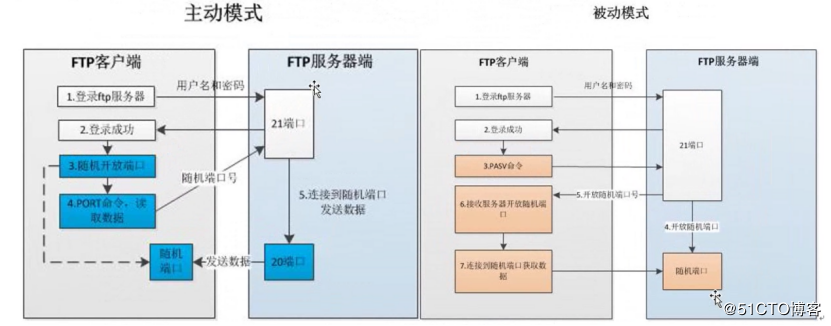 主动模式
FTP客户端
FTP服务器端
1.登录ftp服务器
用户名和密码
21端口
2.登录成功
3.随机开放端口
随机端口号
4.PORT命令，读
取数据
5.连接到随机端口
发送数据
随机
端口
发送数据
20端口
被动模式
FTP客户端
FTP服务器端
1.登录ftp服务器
用户名和密码
21端口
2.登录成功
3.PASV命令
5.开放随机端口号
6.接收服务器开放随机端
口
4.开放随机端口
7.连接到随机端口获取数
据
随机端口
@51CTO博客